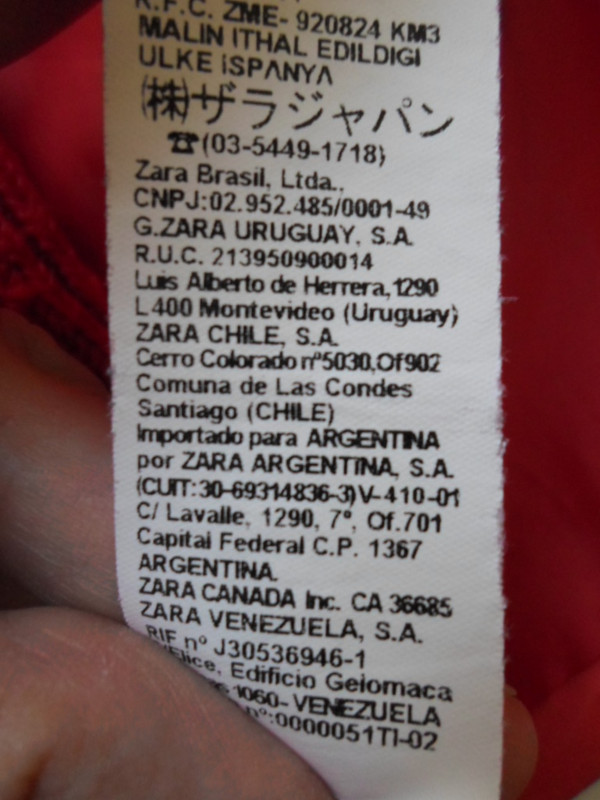 R.F.C. ZME- 920824 KM3
MALIN ITHAL EDILDIGI
ULKE İSPANYA
㈱ザラジャパン
☎(03-5449-1718)
Zara Brasil, Ltda..
CNPJ:02.952.485/0001-49
G.ZARA URUGUAY, S.A.
R.U.C. 213950900014
Luis Alberto de Herrera,1290
L400 Montevideo (Uruguay)
ZARA CHILE, S.A.
Cerro Colorado nº5030,Of902
Comuna de Las Condes
Santiago (CHILE)
Importado para ARGENTINA
por ZARA ARGENTINA, S.A.
(CUIT:30-69314836-3)V-410-01
C/ Lavalle, 1290, 7º, Of.701
Capital Federal C.P. 1367
ARGENTINA.
ZARA CANADA Inc. CA 36685
ZARA VENEZUELA, S.A.
RIF nº J30536946-1
Edificio Geiomaca
1060- VENEZUELA
nº:0000051TI-02